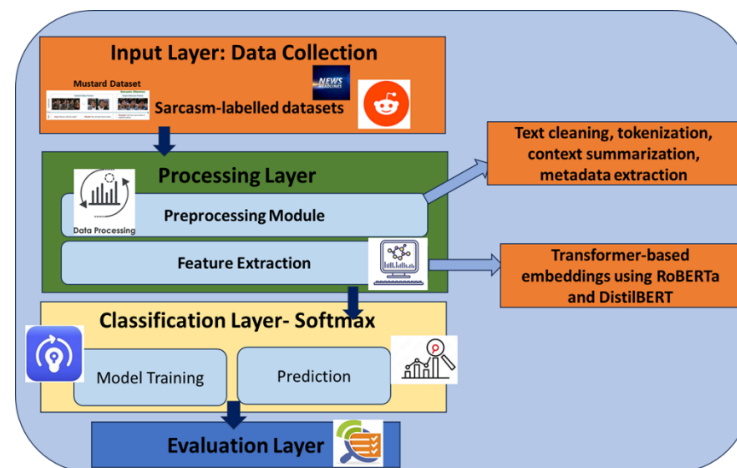 Input Layer: Data Collection
Mustard Dataset
NEWS
HEADLINES
Sarcasm-labelled datasets
Text cleaning, tokenization,
context summarization,
metadata extraction
Processing Layer
Preprocessing Module
Data Processing
Feature Extraction
Transformer-based
embeddings using RoBERTa
and DistilBERT
Classification Layer- Softmax
Model Training
Prediction
Evaluation Layer